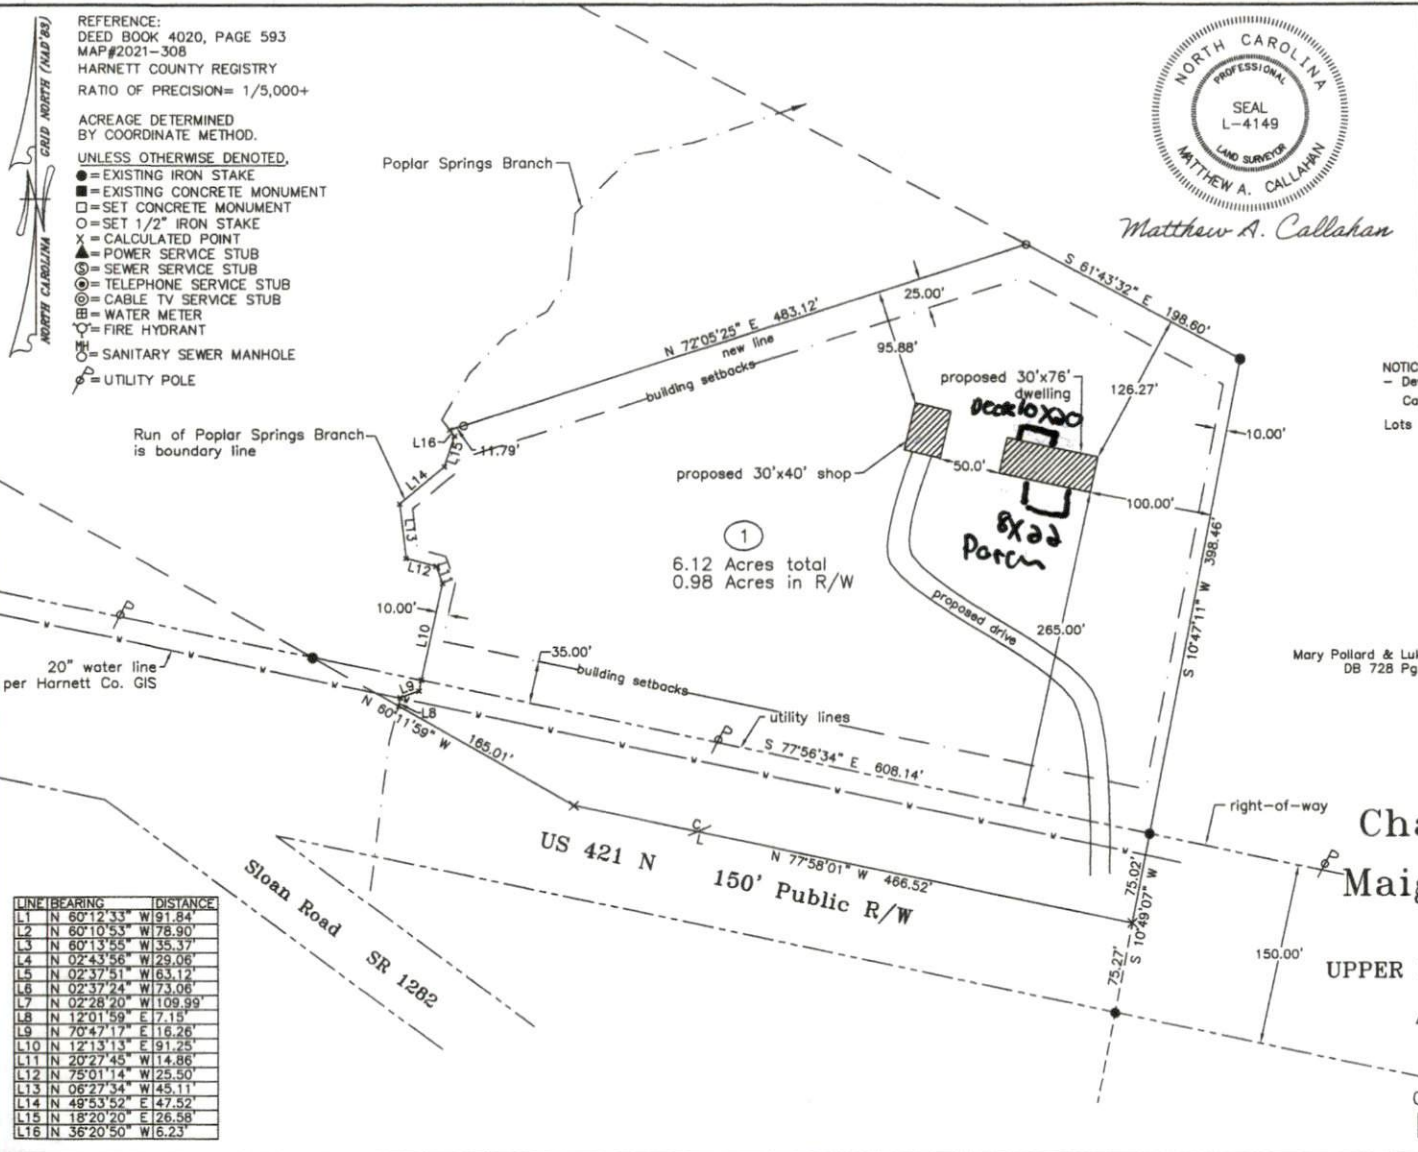 GRID NORTH (NAD'83)
NORTH CAROLINA
REFERENCE:
DEED BOOK 4020, PAGE 593
MAP#2021-308
HARNETT COUNTY REGISTRY
RATIO OF PRECISION= 1/5,000+
ACREAGE DETERMINED
BY COORDINATE METHOD.
UNLESS OTHERWISE DENOTED,
= EXISTING IRON STAKE
= EXISTING CONCRETE MONUMENT
= SET CONCRETE MONUMENT
= SET 1/2" IRON STAKE
X = CALCULATED POINT
= POWER SERVICE STUB
S = SEWER SERVICE STUB
= TELEPHONE SERVICE STUB
= CABLE TV SERVICE STUB
= WATER METER
= FIRE HYDRANT
MH
= SANITARY SEWER MANHOLE
= UTILITY POLE
NORTH CAROLINA
PROFESSIONAL
SEAL
L-4149
LAND SURVEYOR
MATTHEW A. CALLAHAN
Matthew A. Callahan
Poplar Springs Branch
S 61°43'32" E 198.60'
25.00'
N 72°05'25" E 483.12'
new line
building setbacks
95.88'
proposed 30'x76'
dwelling
126.27'
Deck 10x20
NOTIC
- De
Ca
Lots
10.00'
Run of Poplar Springs Branch
is boundary line
L16
L15
11.79'
L14
proposed 30'x40' shop
50.0'
100.00'
8x22
Porch
L13
1
6.12 Acres total
0.98 Acres in R/W
L12
L11
10.00'
L10
proposed drive
265.00'
S 10°47'11" W 398.46'
Mary Pollard & Luk
DB 728 Pg
20" water line
per Harnett Co. GIS
35.00'
building setbacks
L9
L8
N 60°11'59" W 165.01'
utility lines
S 77°56'34" E 608.14'
right-of-way
Cha
Maig
C/L
US 421 N 150' Public R/W
N 77°58'01" W 466.52'
75.02'
S 10°49'07" W
75.27'
150.00'
UPPER
Sloan Road SR 1282
LINE BEARING DISTANCE
L1 N 60°12'33" W 91.84'
L2 N 60°10'53" W 78.90'
L3 N 60°13'55" W 35.37'
L4 N 02°43'56" W 29.06'
L5 N 02°37'51" W 63.12'
L6 N 02°37'24" W 73.06'
L7 N 02°28'20" W 109.99'
L8 N 12°01'59" E 7.15'
L9 N 70°47'17" E 16.26'
L10 N 12°13'13" E 91.25'
L11 N 20°27'45" W 14.86'
L12 N 75°01'14" W 25.50'
L13 N 06°27'34" W 45.11'
L14 N 49°53'52" E 47.52'
L15 N 18°20'20" E 26.58'
L16 N 36°20'50" W 6.23'